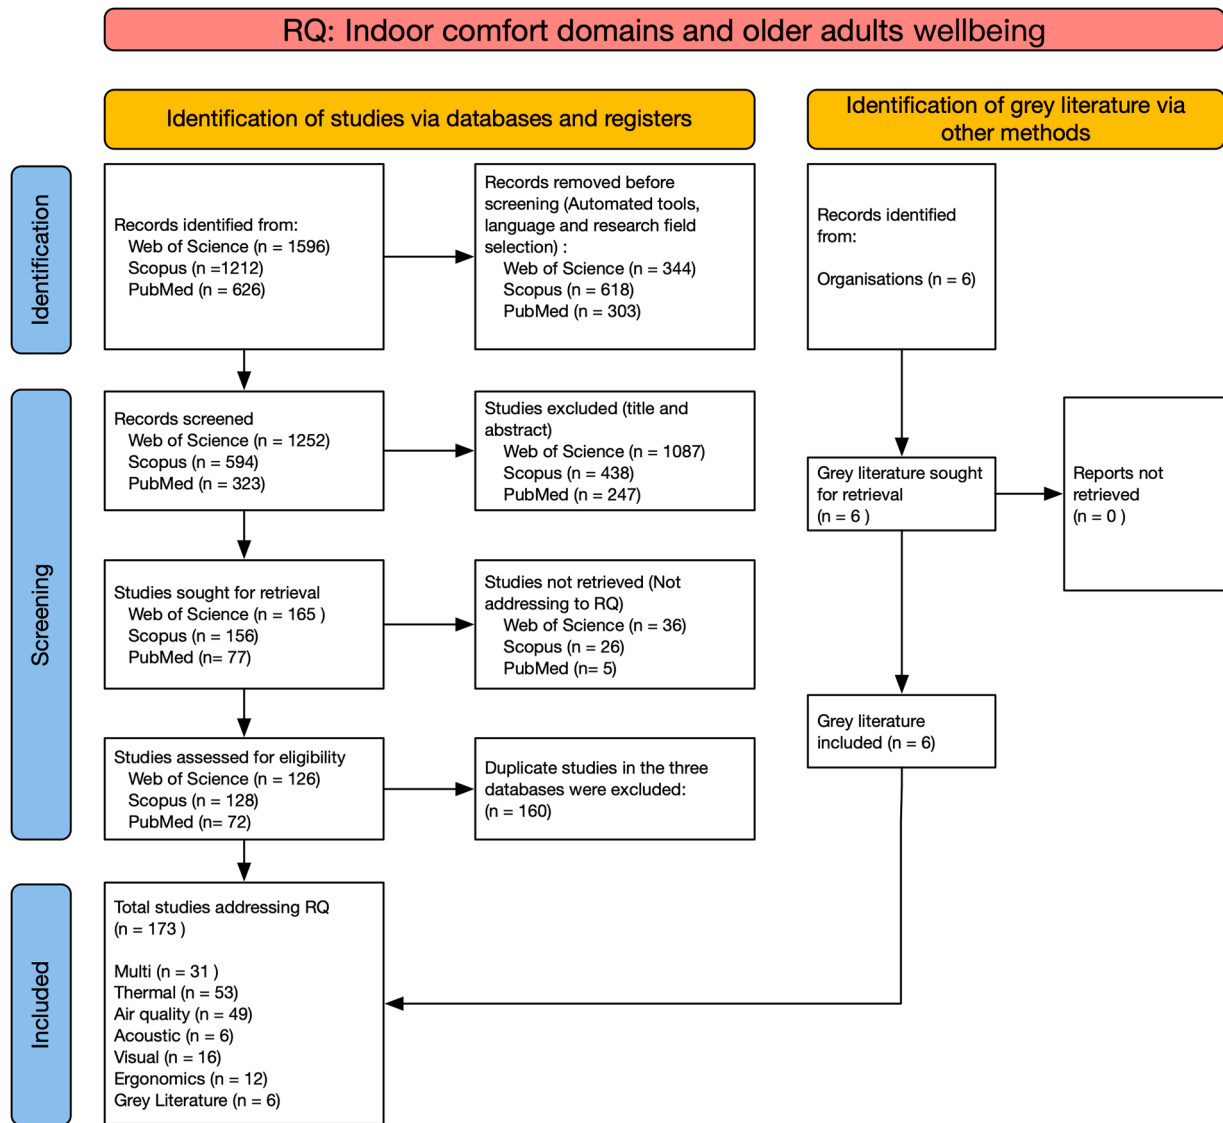 RQ: Indoor comfort domains and older adults wellbeing
Identification of studies via databases and registers
Identification of grey literature via
other methods
Identification
Records identified from:
Web of Science (n = 1596)
Scopus (n =1212)
PubMed (n = 626)
Records removed before
screening (Automated tools,
language and research field
selection) :
Web of Science (n = 344)
Scopus (n = 618)
PubMed (n = 303)
Records identified
from:
Organisations (n = 6)
Screening
Records screened
Web of Science (n = 1252)
Scopus (n = 594)
PubMed (n = 323)
Studies excluded (title and
abstract)
Web of Science (n = 1087)
Scopus (n = 438)
PubMed (n = 247)
Grey literature sought
for retrieval
(n = 6 )
Reports not
retrieved
(n = 0 )
Studies sought for retrieval
Web of Science (n = 165 )
Scopus (n = 156)
PubMed (n= 77)
Studies not retrieved (Not
addressing to RQ)
Web of Science (n = 36)
Scopus (n = 26)
PubMed (n= 5)
Studies assessed for eligibility
Web of Science (n = 126)
Scopus (n = 128)
PubMed (n= 72)
Duplicate studies in the three
databases were excluded:
(n = 160)
Grey literature
included (n = 6)
Included
Total studies addressing RQ
(n = 173 )
Multi (n = 31 )
Thermal (n = 53)
Air quality (n = 49)
Acoustic (n = 6)
Visual (n = 16)
Ergonomics (n = 12)
Grey Literature (n = 6)